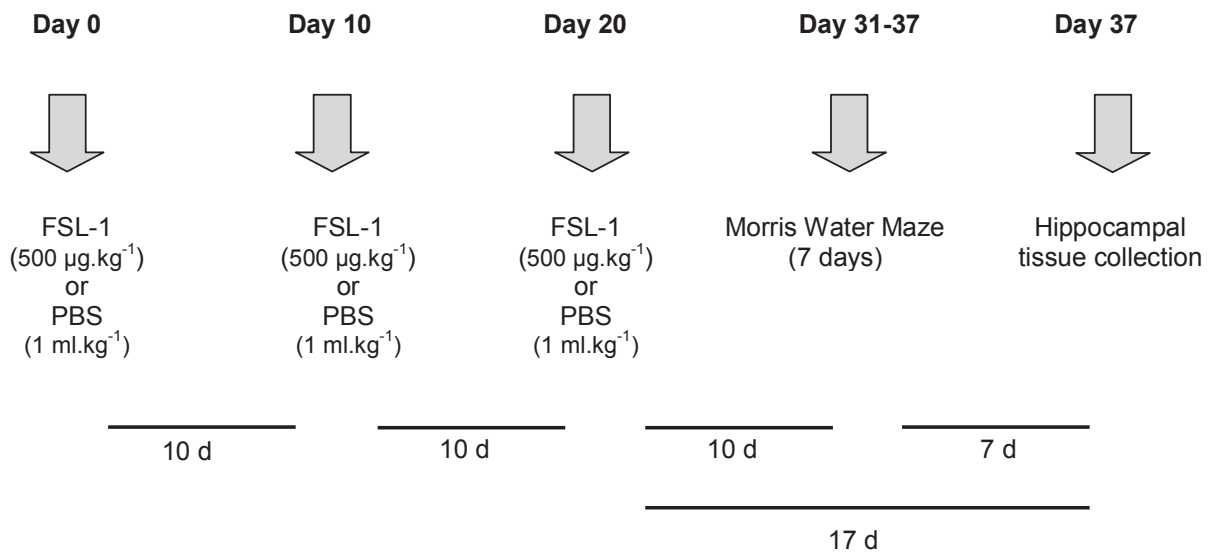 Day 0
Day 10
Day 20
Day 31-37
Day 37
FSL-1
(500 µg.kg⁻¹)
or
PBS
(1 ml.kg⁻¹)
FSL-1
(500 µg.kg⁻¹)
or
PBS
(1 ml.kg⁻¹)
FSL-1
(500 µg.kg⁻¹)
or
PBS
(1 ml.kg⁻¹)
Morris Water Maze
(7 days)
Hippocampal
tissue collection
10 d
10 d
10 d
7 d
17 d